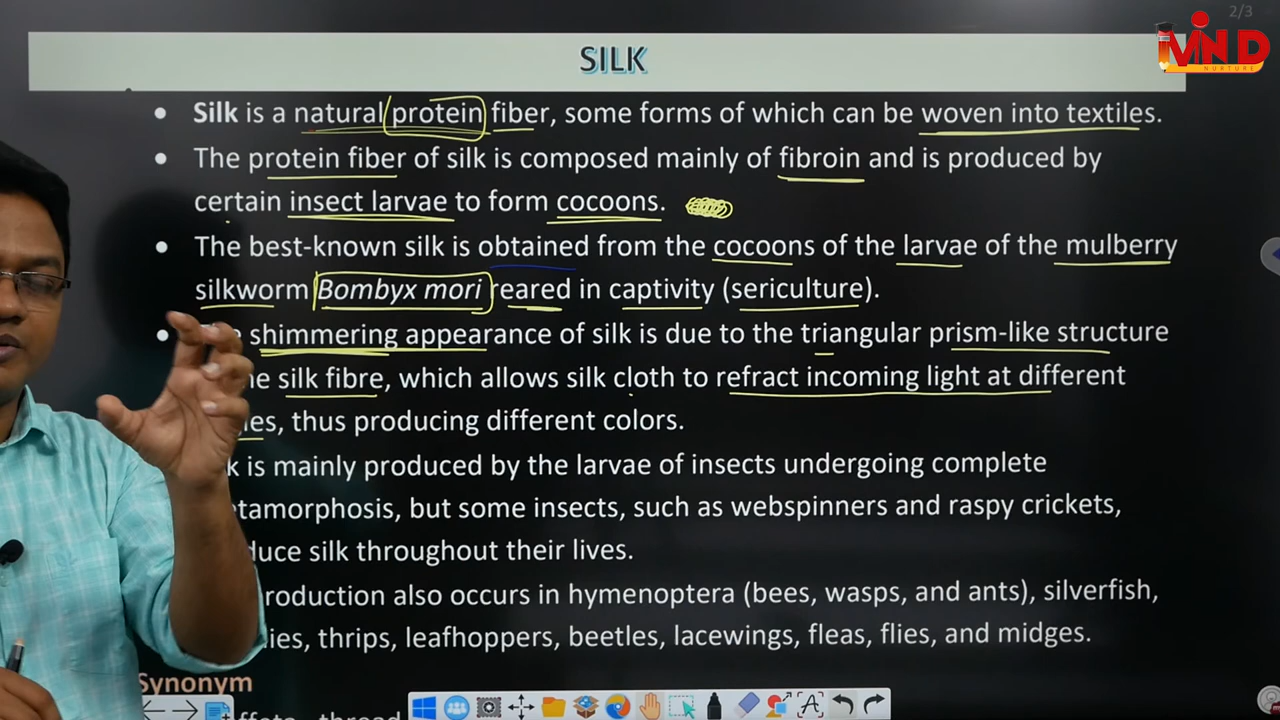 2/3
MIND
NURTURE
SILK
• Silk is a natural protein fiber, some forms of which can be woven into textiles.
• The protein fiber of silk is composed mainly of fibroin and is produced by
certain insect larvae to form cocoons.
• The best-known silk is obtained from the cocoons of the larvae of the mulberry
silkworm Bombyx mori reared in captivity (sericulture).
• shimmering appearance of silk is due to the triangular prism-like structure
silk fibre, which allows silk cloth to refract incoming light at different
thus producing different colors.
is mainly produced by the larvae of insects undergoing complete
but some insects, such as webspinners and raspy crickets,
silk throughout their lives.
also occurs in hymenoptera (bees, wasps, and ants), silverfish,
thrips, leafhoppers, beetles, lacewings, fleas, flies, and midges.
Synonym
thread